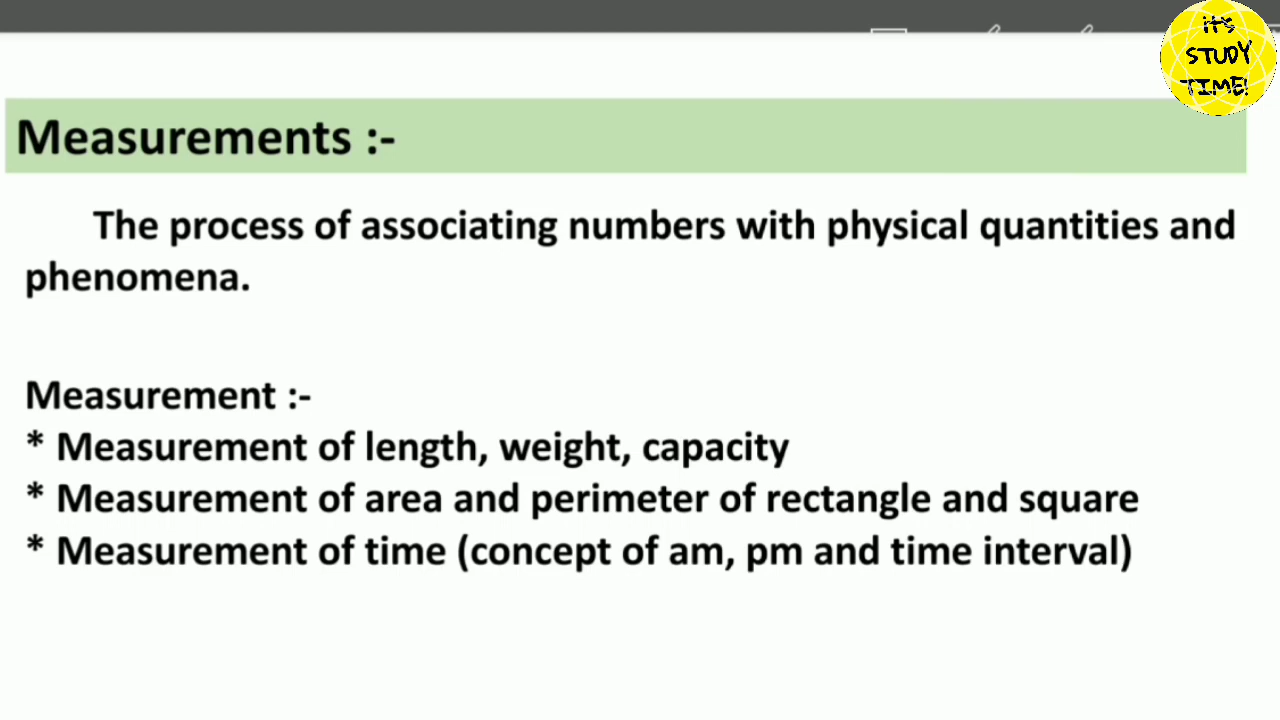 IT'S
STUDY
TIME!
Measurements :-
The process of associating numbers with physical quantities and
phenomena.
Measurement :-
* Measurement of length, weight, capacity
* Measurement of area and perimeter of rectangle and square
* Measurement of time (concept of am, pm and time interval)